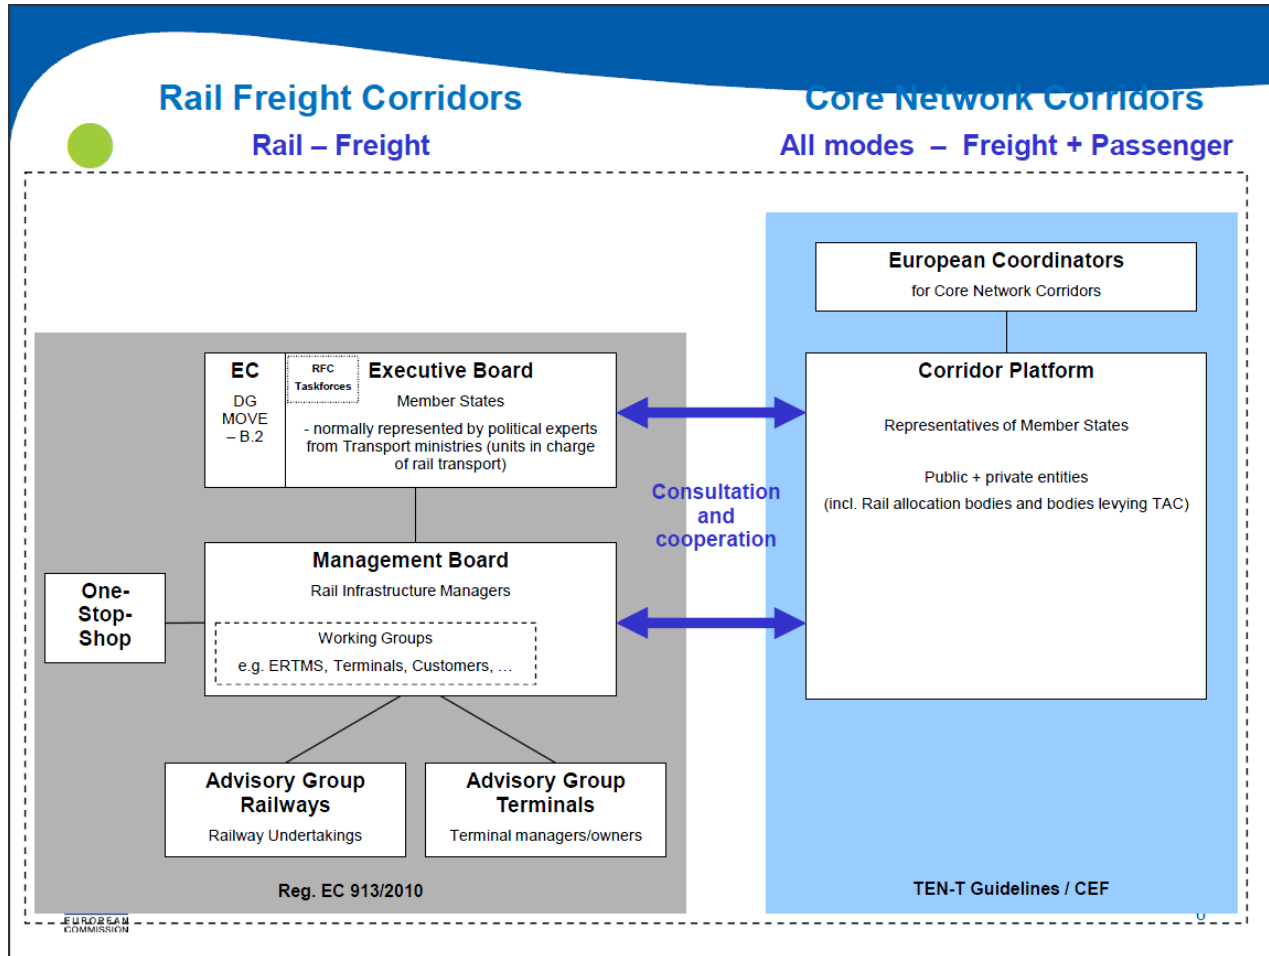 Rail Freight Corridors
Rail – Freight
Core Network Corridors
All modes – Freight + Passenger
EC
DG
MOVE
– B.2
RFC
Taskforces
Executive Board
Member States
- normally represented by political experts
from Transport ministries (units in charge
of rail transport)
Management Board
Rail Infrastructure Managers
Working Groups
e.g. ERTMS, Terminals, Customers, ...
One-
Stop-
Shop
Advisory Group
Railways
Railway Undertakings
Advisory Group
Terminals
Terminal managers/owners
Reg. EC 913/2010
Consultation
and
cooperation
European Coordinators
for Core Network Corridors
Corridor Platform
Representatives of Member States
Public + private entities
(incl. Rail allocation bodies and bodies levying TAC)
TEN-T Guidelines / CEF
EUROPEAN
COMMISSION